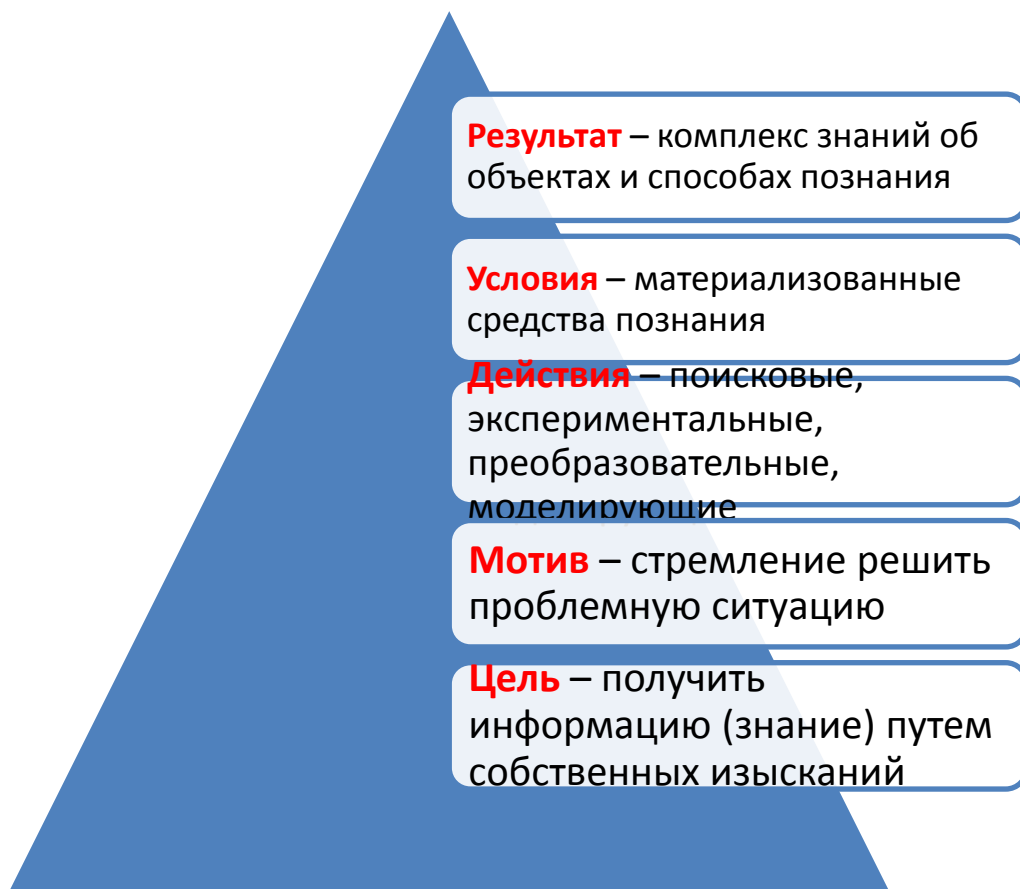 Результат – комплекс знаний об
объектах и способах познания
Условия – материализованные
средства познания
Действия – поисковые,
экспериментальные,
преобразовательные,
моделирующие
Мотив – стремление решить
проблемную ситуацию
Цель – получить
информацию (знание) путем
собственных изысканий